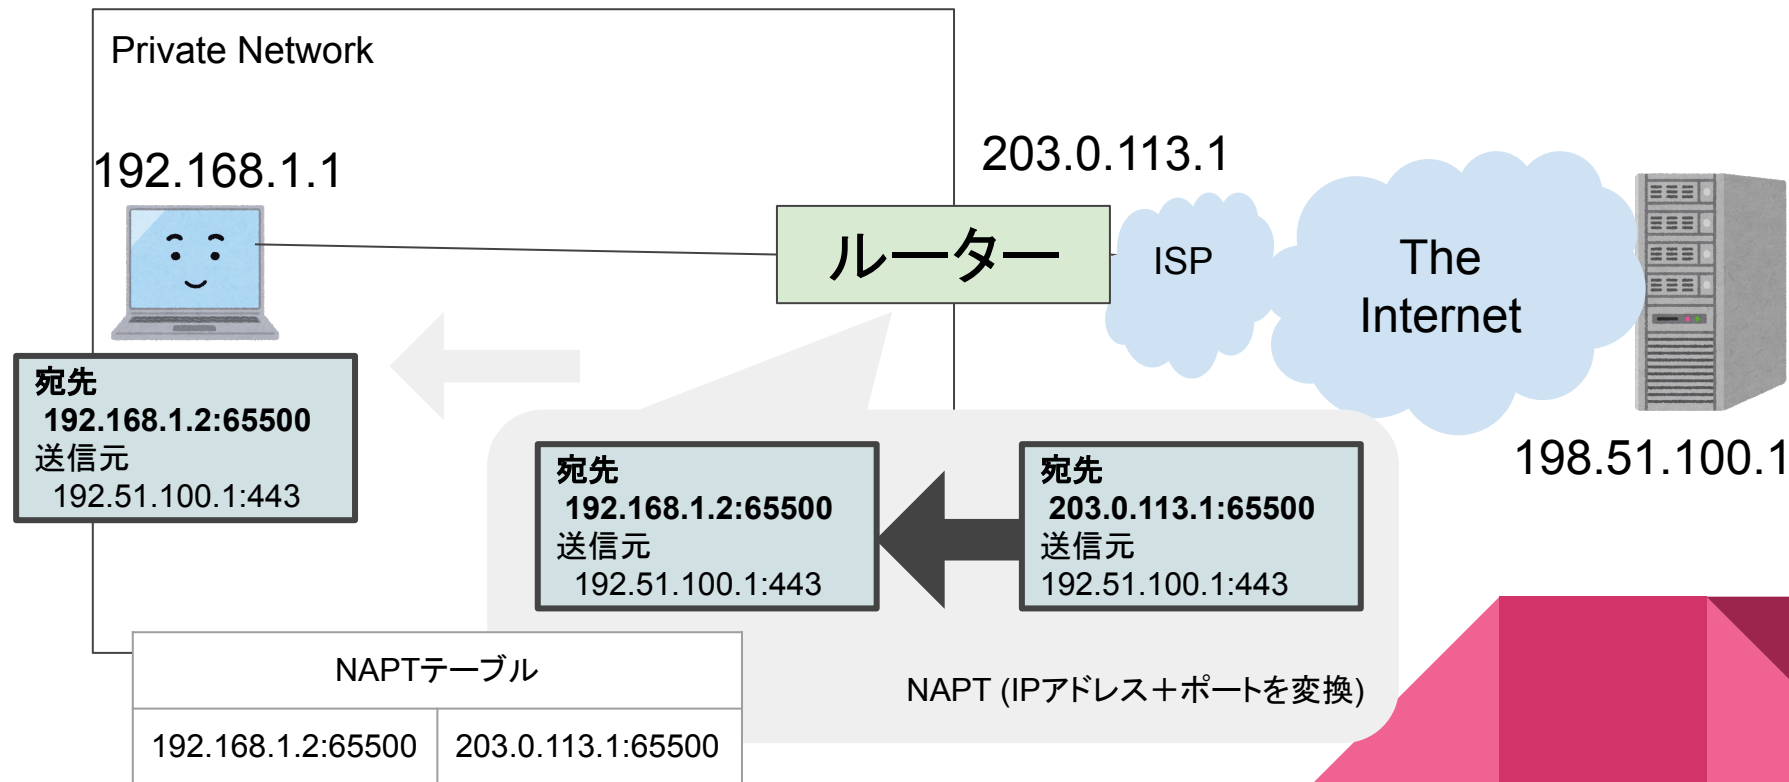 Private Network
192.168.1.1
203.0.113.1
ルーター
ISP
The
Internet
198.51.100.1
宛先
192.168.1.2:65500
送信元
192.51.100.1:443
宛先
192.168.1.2:65500
送信元
192.51.100.1:443
宛先
203.0.113.1:65500
送信元
192.51.100.1:443
NAPT (IPアドレス＋ポートを変換)
NAPTテーブル
192.168.1.2:65500 203.0.113.1:65500